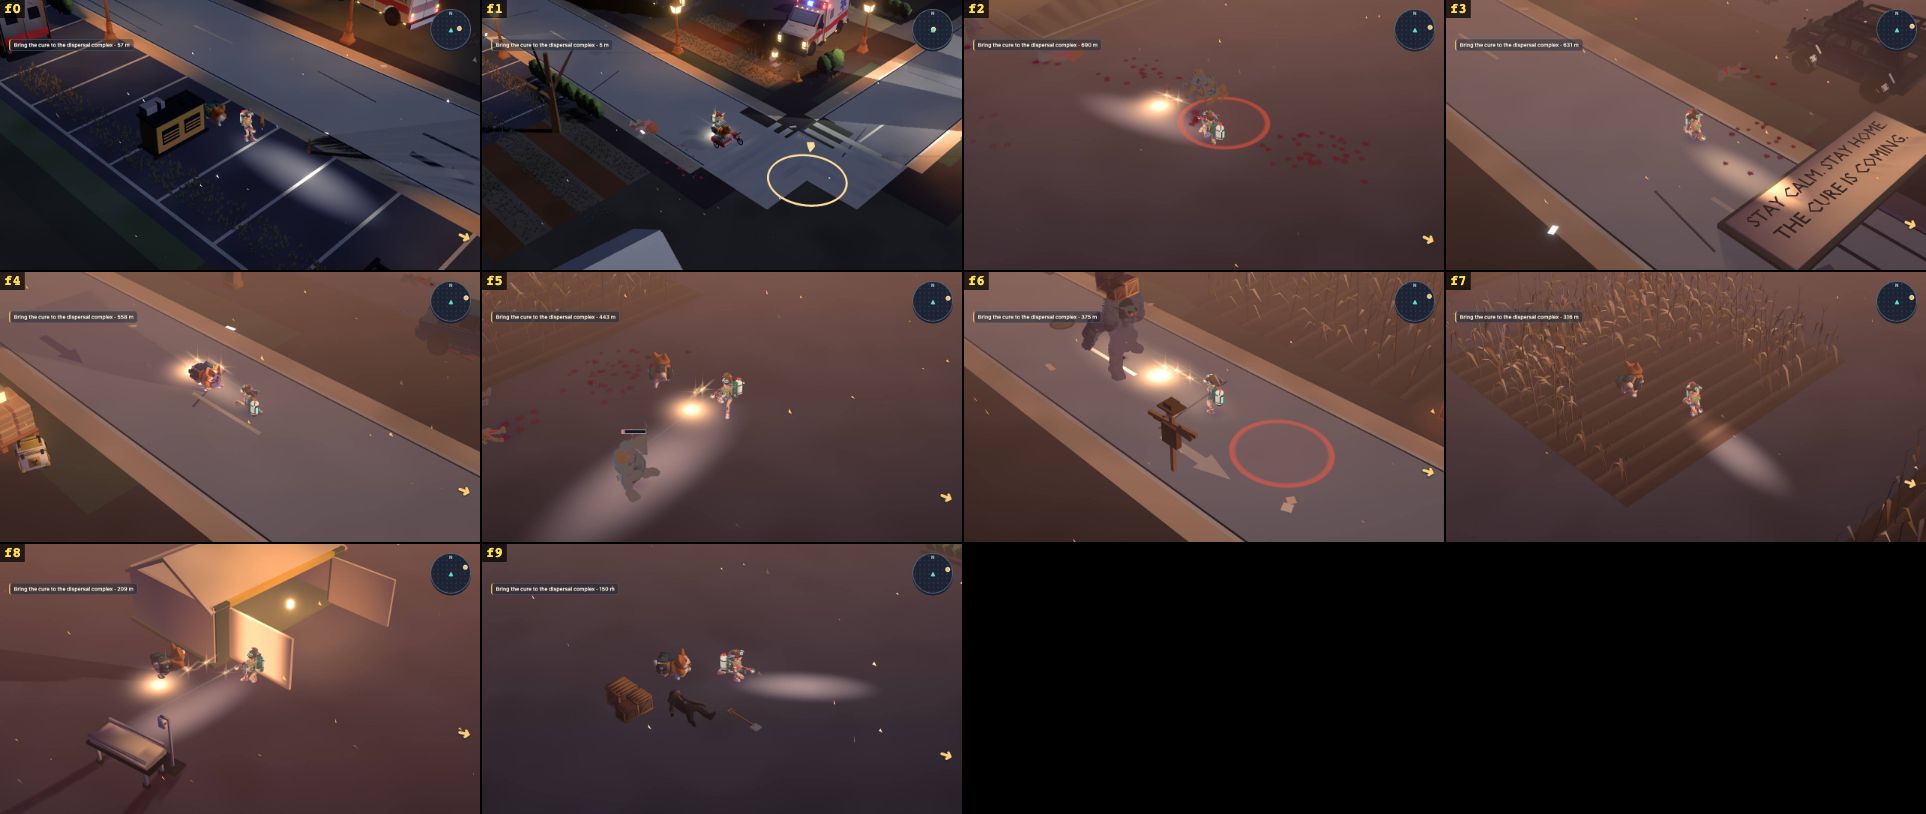 f0
Bring the cure to the dispersal complex - 57 m
N
f1
Bring the cure to the dispersal complex - 5 m
N
f2
Bring the cure to the dispersal complex - 690 m
N
f3
Bring the cure to the dispersal complex - 631 m
N
STAY CALM. STAY HOME
THE CURE IS COMING.
f4
Bring the cure to the dispersal complex - 558 m
N
f5
Bring the cure to the dispersal complex - 443 m
N
f6
Bring the cure to the dispersal complex - 375 m
N
f7
Bring the cure to the dispersal complex - 316 m
N
f8
Bring the cure to the dispersal complex - 209 m
N
f9
Bring the cure to the dispersal complex - 150 m
N